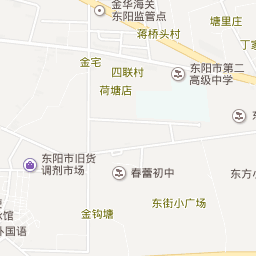 金华海关
东阳监管点
塘里庄
蒋桥头村
丁
金宅
四联村
东阳市第二
高级中学
荷塘店
东阳市旧货
调剂市场
春蕾初中
东方小
东街小广场
金钩塘
泳馆
外国语